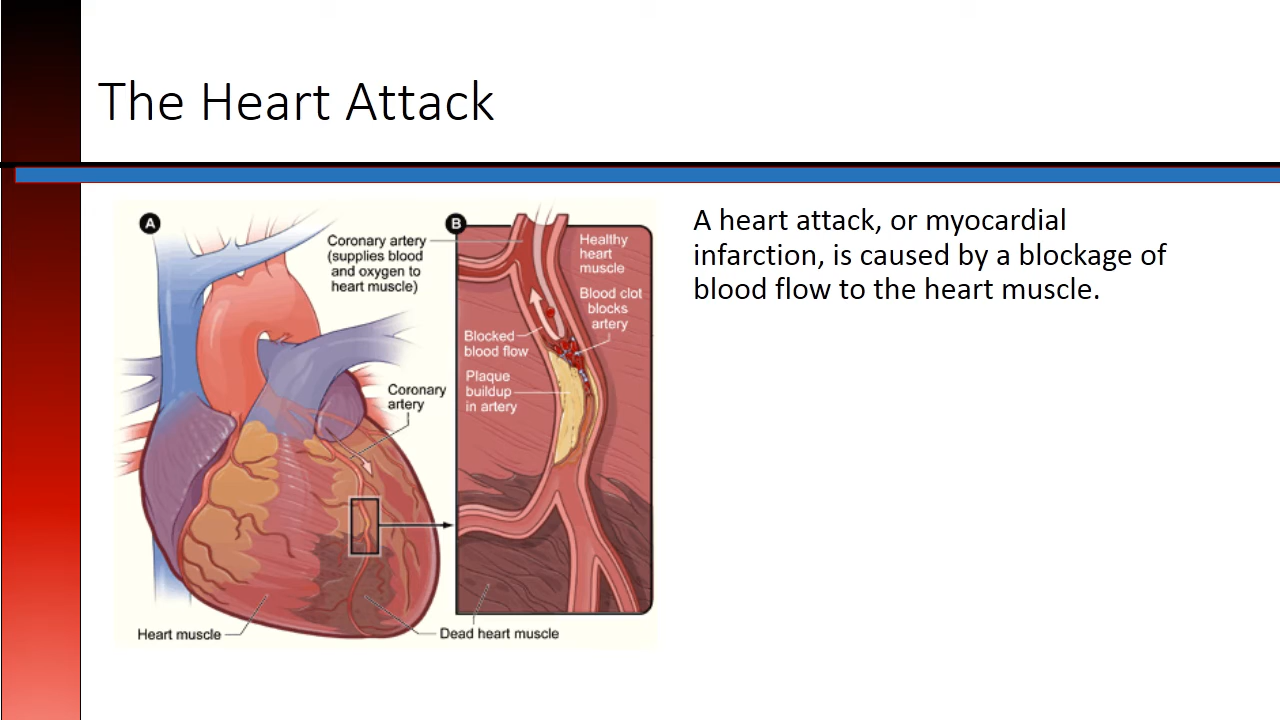 The Heart Attack
A
Coronary artery
(supplies blood
and oxygen to
heart muscle)
Coronary
artery
Heart muscle
Dead heart muscle
B
Healthy
heart
muscle
Blood clot
blocks
artery
Blocked
blood flow
Plaque
buildup
in artery
A heart attack, or myocardial
infarction, is caused by a blockage of
blood flow to the heart muscle.